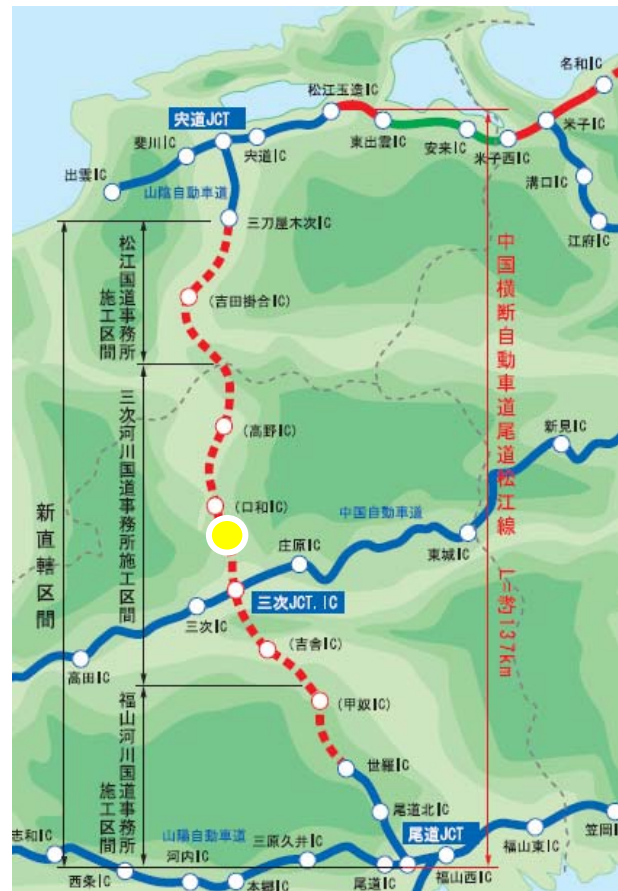 名和IC
松江玉造IC
米子IC
宍道JCT
東出雲IC
安来IC
米子西IC
斐川IC
宍道IC
溝口IC
出雲IC
山陰自動車道
江府IC
三刀屋木次IC
松江国道事務所
施工区間
(吉田掛合IC)
中国横断自動車道尾道松江線 L=約137km
(高野IC)
新見IC
三次河川国道事務所施工区間
新直轄区間
(口和IC)
中国自動車道
庄原IC
東城IC
三次JCT.IC
三次IC
(吉舎IC)
高田IC
(甲奴IC)
福山河川国道事務所
施工区間
世羅IC
尾道北IC
志和IC
山陽自動車道
三原久井IC
尾道JCT
笠岡
福山東IC
河内IC
西条IC
本郷IC
尾道IC
福山西IC